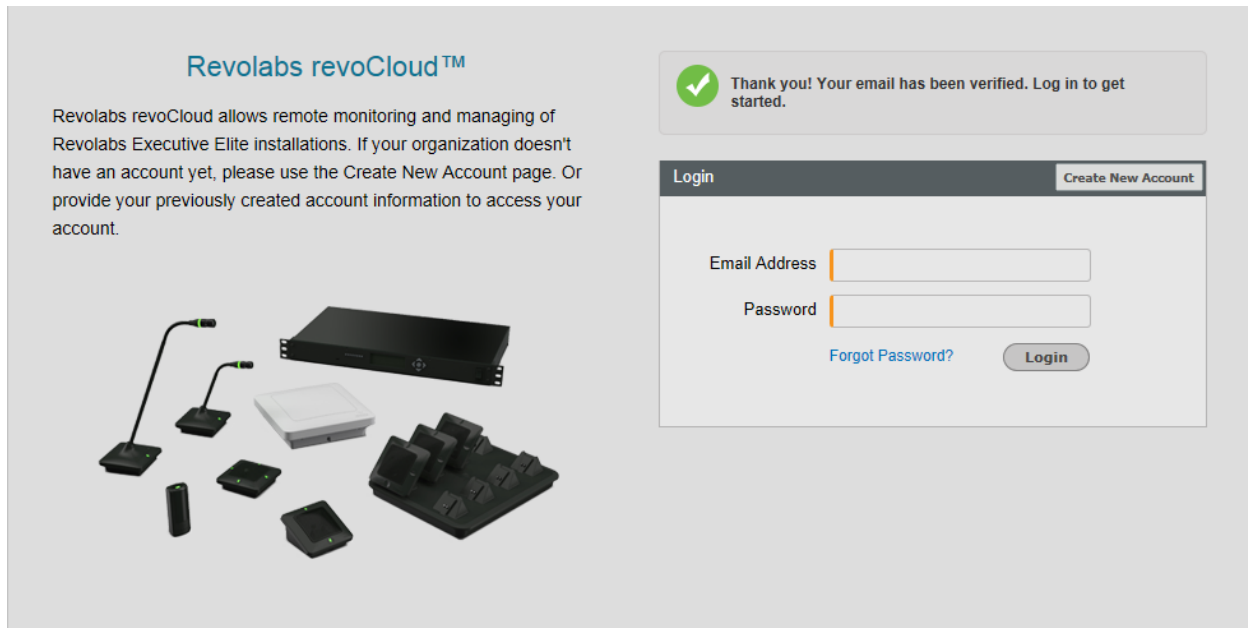 Revolabs revoCloud™
Revolabs revoCloud allows remote monitoring and managing of
Revolabs Executive Elite installations. If your organization doesn't
have an account yet, please use the Create New Account page. Or
provide your previously created account information to access your
account.
Thank you! Your email has been verified. Log in to get
started.
Login
Create New Account
Email Address
Password
Forgot Password?
Login